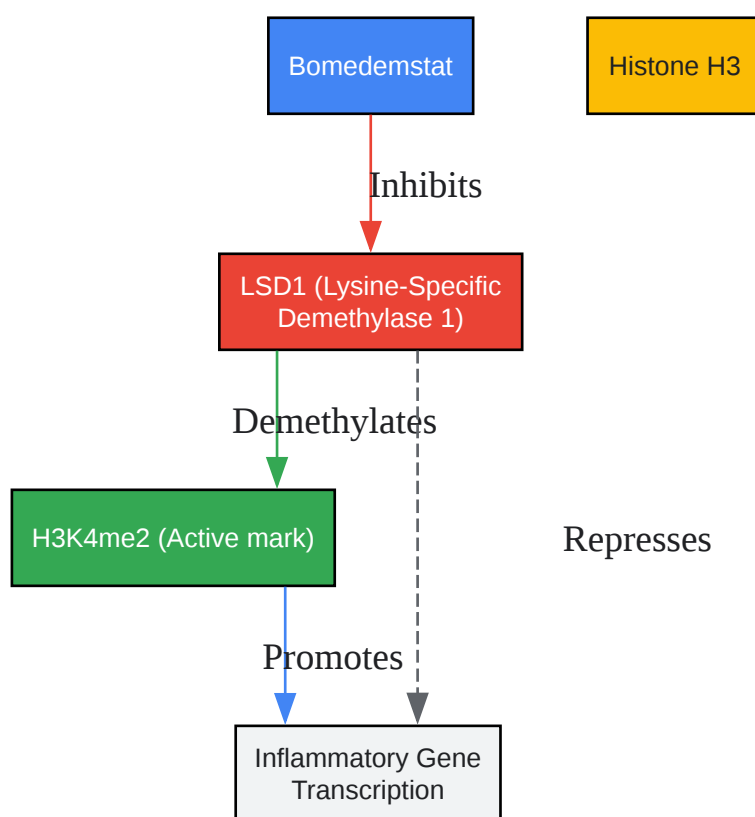 Bomedemstat
Histone H3
Inhibits
LSD1 (Lysine-Specific
Demethylase 1)
Demethylates
H3K4me2 (Active mark)
Represses
Promotes
Inflammatory Gene
Transcription